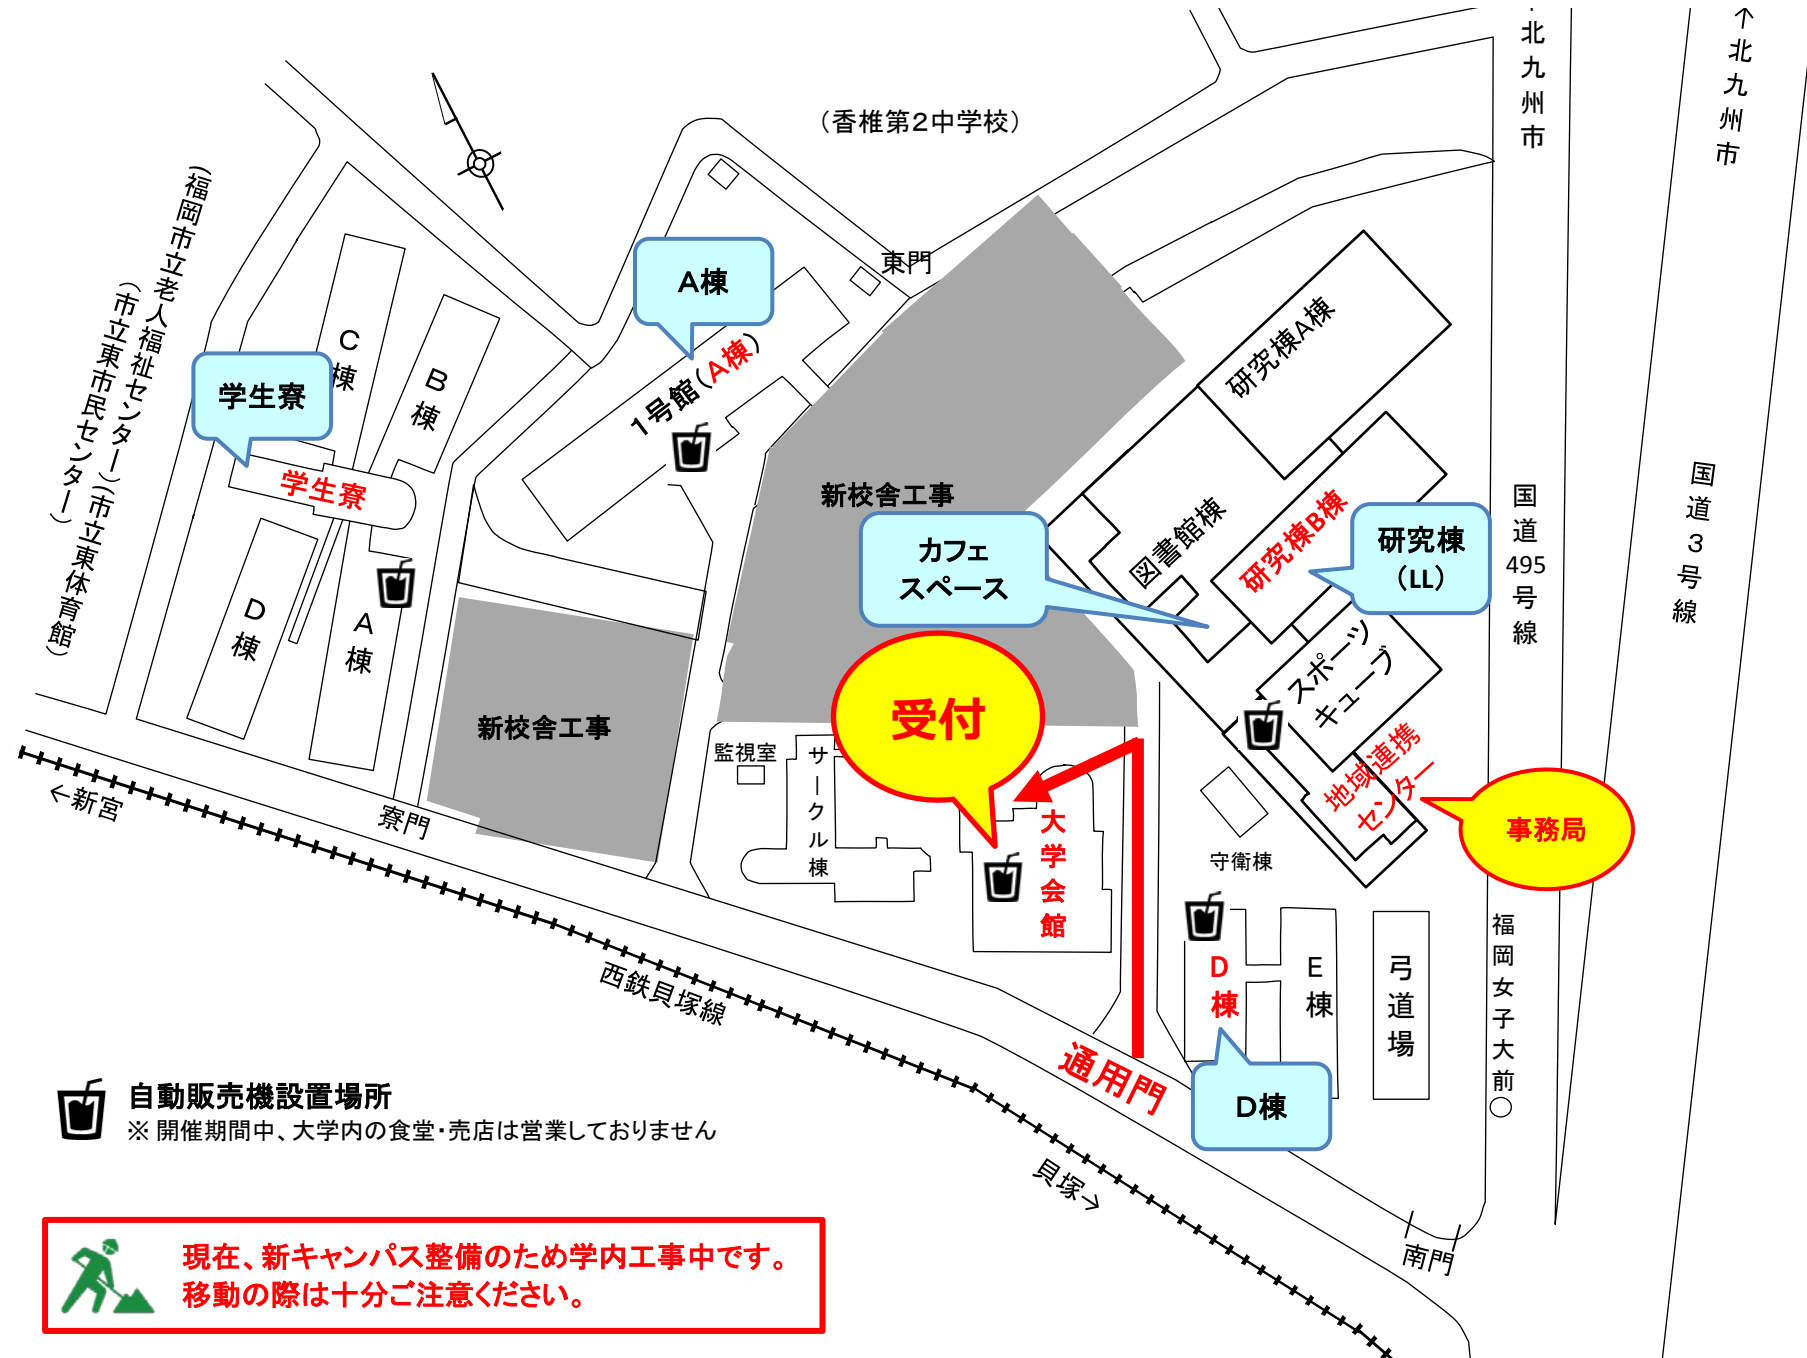 ↑北九州市
↑北九州市
(香椎第2中学校)
(福岡市立老人福祉センター)(市立東体育館)
(市立東市民センター)
東門
A棟
1号館(A棟)
C棟
B棟
学生寮
学生寮
D棟
A棟
研究棟A棟
新校舎工事
図書館棟
研究棟B棟
研究棟
(LL)
カフェ
スペース
国道495号線
国道3号線
スポーツ
キューブ
受付
新校舎工事
監視室
サークル棟
地域連携
センター
事務局
←新宮
寮門
大学会館
守衛棟
西鉄貝塚線
D棟
E棟
弓道場
福岡女子大前
通用門
D棟
自動販売機設置場所
※ 開催期間中、大学内の食堂・売店は営業しておりません
貝塚→
南門
現在、新キャンパス整備のため学内工事中です。
移動の際は十分ご注意ください。